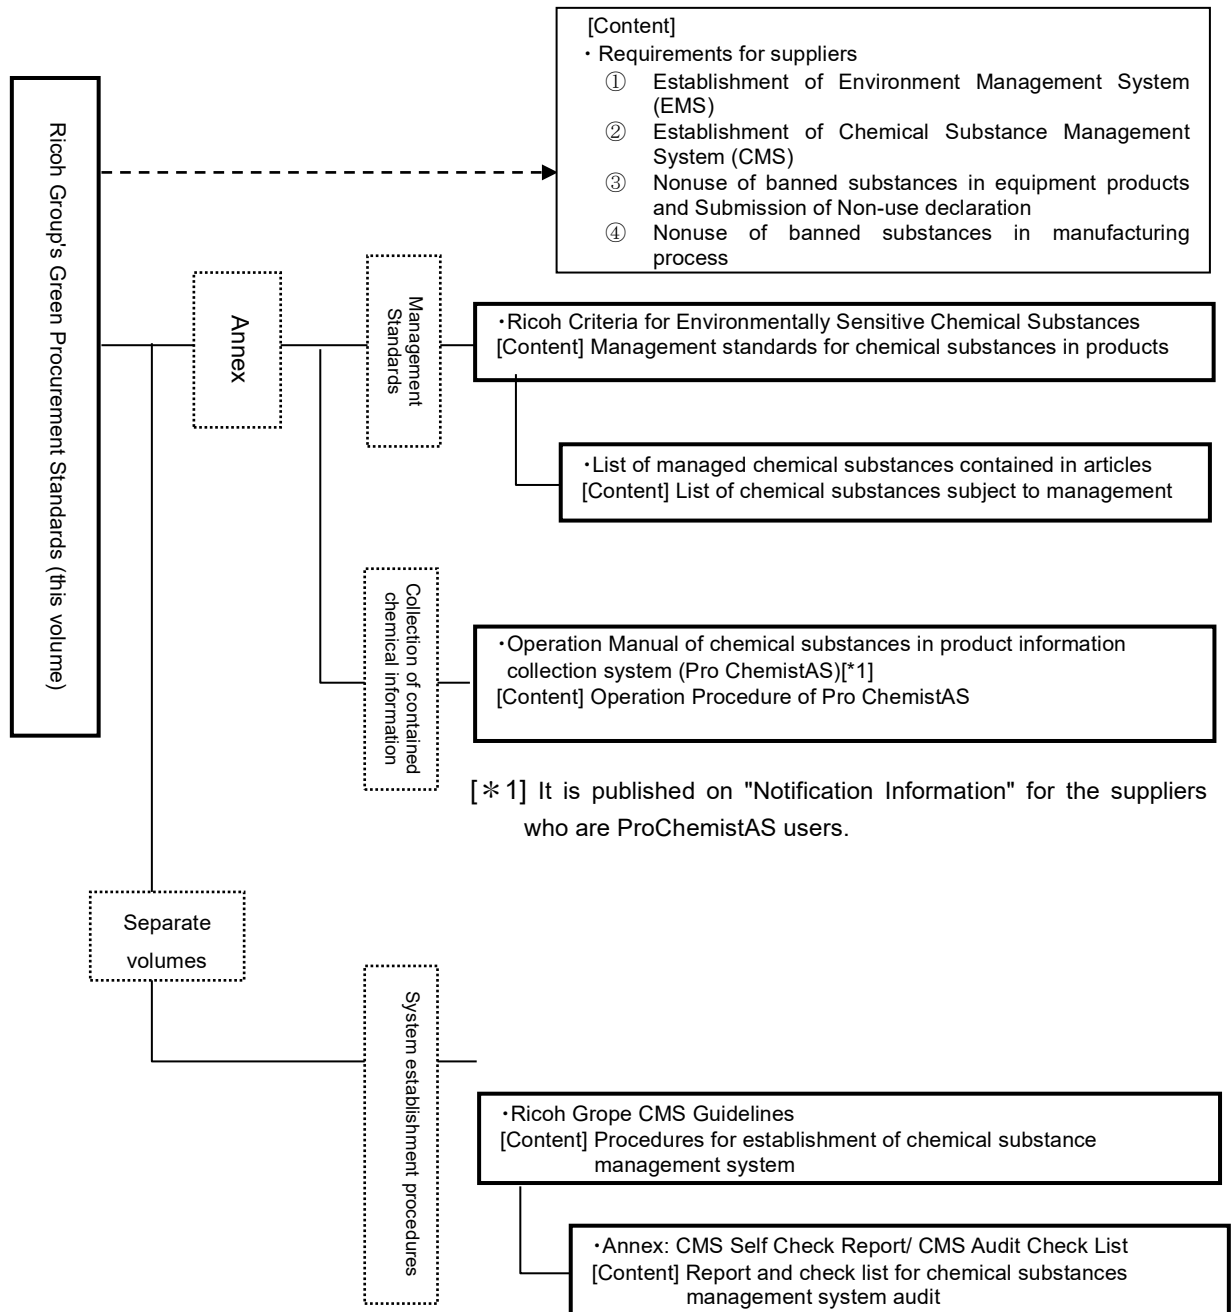 [Content]
・Requirements for suppliers
① Establishment of Environment Management System
(EMS)
② Establishment of Chemical Substance Management
System (CMS)
③ Nonuse of banned substances in equipment products
and Submission of Non-use declaration
④ Nonuse of banned substances in manufacturing
process
Ricoh Group's Green Procurement Standards (this volume)
Annex
Management
Standards
・Ricoh Criteria for Environmentally Sensitive Chemical Substances
[Content] Management standards for chemical substances in products
・List of managed chemical substances contained in articles
[Content] List of chemical substances subject to management
Collection of contained
chemical information
・Operation Manual of chemical substances in product information
collection system (Pro ChemistAS)[*1]
[Content] Operation Procedure of Pro ChemistAS
[＊1] It is published on "Notification Information" for the suppliers
who are ProChemistAS users.
Separate
volumes
System establishment procedures
・Ricoh Grope CMS Guidelines
[Content] Procedures for establishment of chemical substance
management system
・Annex: CMS Self Check Report/ CMS Audit Check List
[Content] Report and check list for chemical substances
management system audit